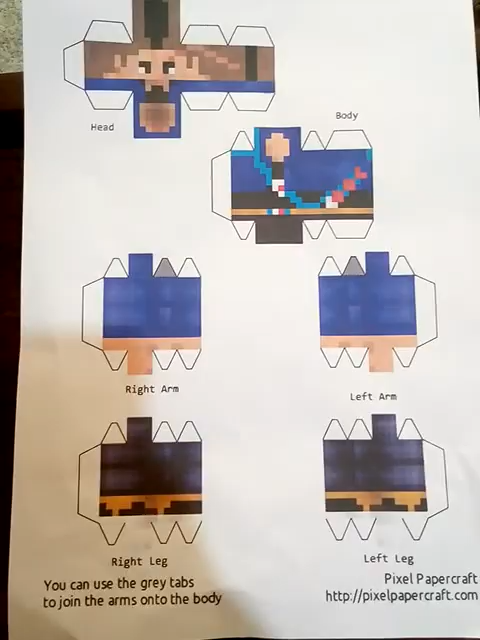 Head
Body
Right Arm
Left Arm
Right Leg
Left Leg
You can use the grey tabs
to join the arms onto the body
Pixel Papercraft
http://pixelpapercraft.com